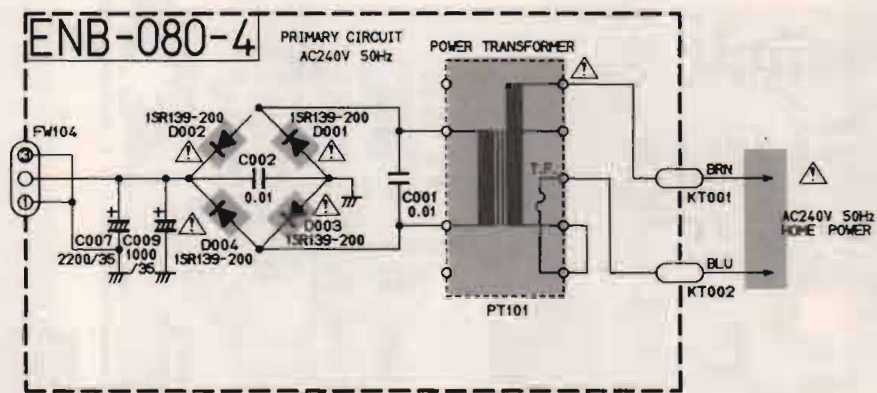 ENB-080-4
PRIMARY CIRCUIT
AC240V 50Hz
POWER TRANSFORMER
FW104
3
1
1SR139-200
D002
1SR139-200
D001
C002
0.01
C001
0.01
T.F.
BRN
KT001
AC240V 50Hz
HOME POWER
BLU
KT002
+
+
C007
2200/35
C009
1000
/35
D004
1SR139-200
D003
1SR139-200
PT101